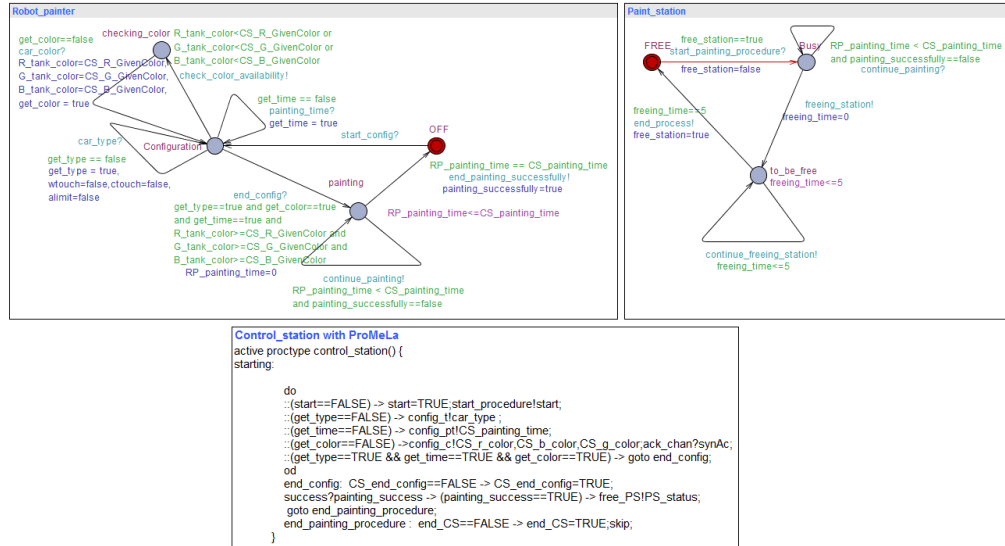 Robot_painter
checking_color
R_tank_color<CS_R_GivenColor or
G_tank_color<CS_G_GivenColor or
B_tank_color<CS_B_GivenColor
check_color_availability!
get_color==false
car_color?
R_tank_color=CS_R_GivenColor,
G_tank_color=CS_G_GivenColor,
B_tank_color=CS_B_GivenColor,
get_color = true
get_time == false
painting_time?
get_time = true
car_type?
Configuration
get_type == false
get_type = true,
wtouch=false,ctouch=false,
alimit=false
start_config?
OFF
RP_painting_time == CS_painting_time
end_painting_successfully!
painting_successfully=true
painting
RP_painting_time<=CS_painting_time
end_config?
get_type==true and get_color==true
and get_time==true and
R_tank_color>=CS_R_GivenColor and
G_tank_color>=CS_G_GivenColor and
B_tank_color>=CS_B_GivenColor
RP_painting_time=0
continue_painting!
RP_painting_time < CS_painting_time
and painting_successfully==false
Paint_station
FREE
free_station==true
start_painting_procedure?
free_station=false
Busy
RP_painting_time < CS_painting_time
and painting_successfully==false
continue_painting?
freeing_time==5
end_process!
free_station=true
freeing_station!
freeing_time=0
to_be_free
freeing_time<=5
continue_freeing_station!
freeing_time<=5
Control_station with ProMeLa
active proctype control_station() {
starting:
do
::(start==FALSE) -> start=TRUE;start_procedure!start;
::(get_type==FALSE) -> config_t!car_type ;
::(get_time==FALSE) -> config_pt!CS_painting_time;
::(get_color==FALSE) ->config_c!CS_r_color,CS_b_color,CS_g_color;ack_chan?synAc;
::(get_type==TRUE && get_time==TRUE && get_color==TRUE) -> goto end_config;
od
end_config: CS_end_config==FALSE -> CS_end_config=TRUE;
success?painting_success -> (painting_success==TRUE) -> free_PS!PS_status;
goto end_painting_procedure;
end_painting_procedure : end_CS==FALSE -> end_CS=TRUE;skip;
}